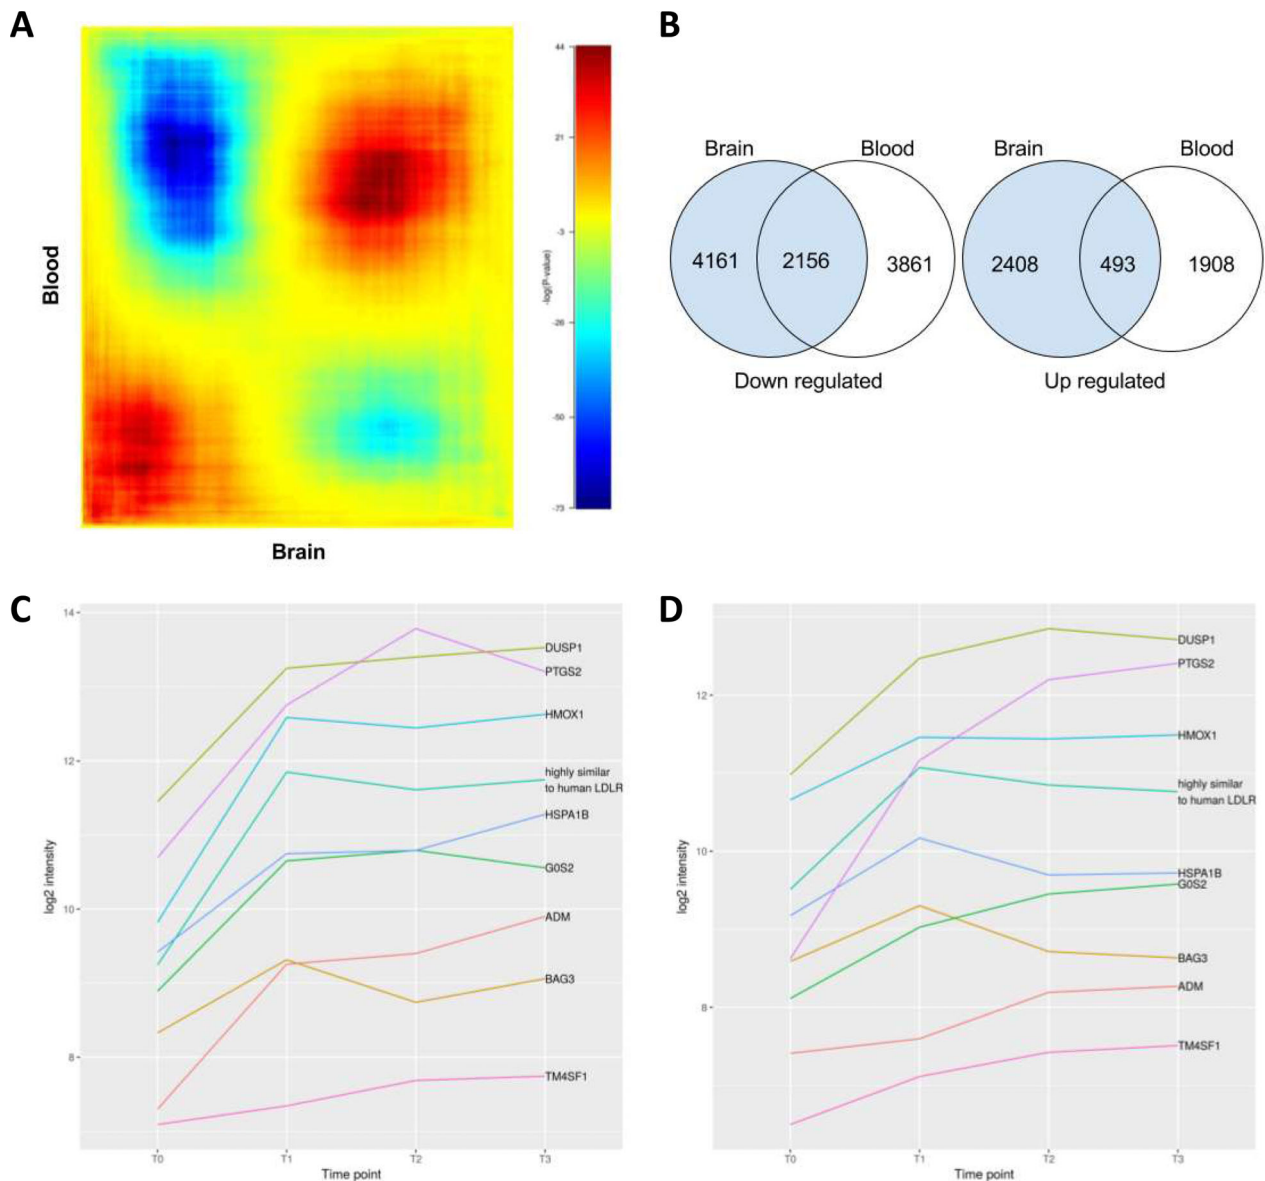 A
Blood
Brain
44
21
-3
-26
-50
-73
-log(P-value)
B
Brain Blood
4161 2156 3861
Down regulated
Brain Blood
2408 493 1908
Up regulated
C
14
12
10
8
log2 intensity
DUSP1
PTGS2
HMOX1
highly similar
to human LDLR
HSPA1B
G0S2
ADM
BAG3
TM4SF1
T0 T1 T2 T3
Time point
D
12
10
8
log2 intensity
DUSP1
PTGS2
HMOX1
highly similar
to human LDLR
HSPA1B
G0S2
BAG3
ADM
TM4SF1
T0 T1 T2 T3
Time point